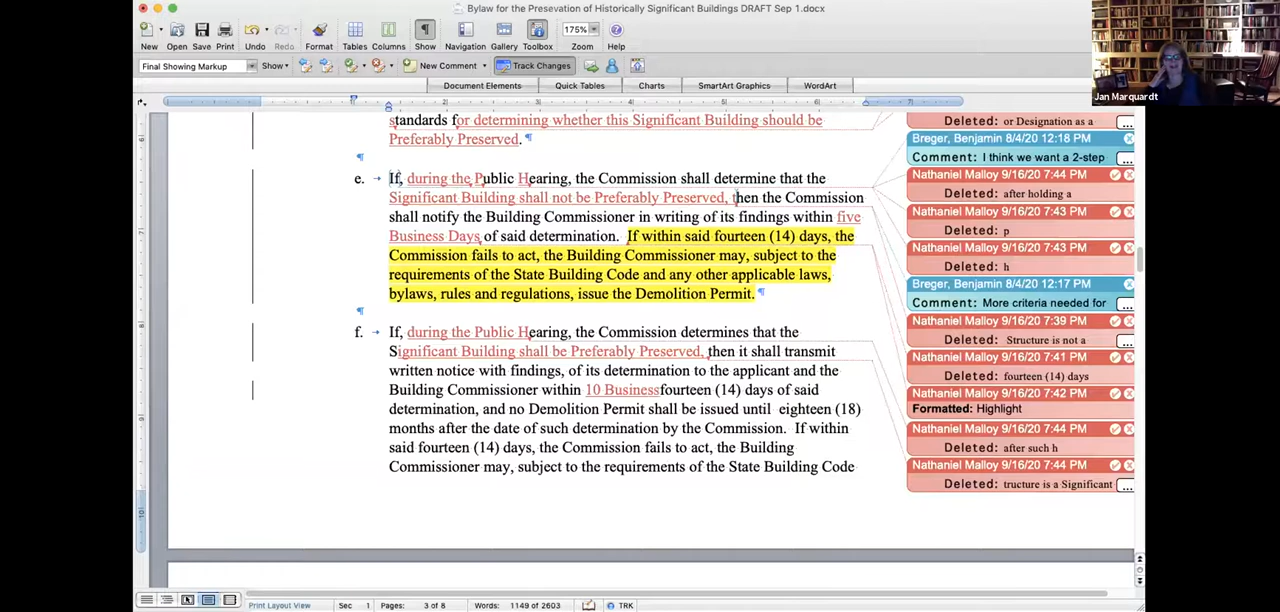 Bylaw for the Presevation of Historically Significant Buildings DRAFT Sep 1.docx
New Open Save Print Undo Redo Format Tables Columns Show Navigation Gallery Toolbox Zoom Help
175%
Final Showing Markup Show New Comment Track Changes
Document Elements Quick Tables Charts SmartArt Graphics WordArt
Jan Marquardt
standards for determining whether this Significant Building should be
Preferably Preserved. ¶
¶
e. If, during the Public Hearing, the Commission shall determine that the
Significant Building shall not be Preferably Preserved, then the Commission
shall notify the Building Commissioner in writing of its findings within five
Business Days of said determination. If within said fourteen (14) days, the
Commission fails to act, the Building Commissioner may, subject to the
requirements of the State Building Code and any other applicable laws,
bylaws, rules and regulations, issue the Demolition Permit. ¶
¶
f. If, during the Public Hearing, the Commission determines that the
Significant Building shall be Preferably Preserved, then it shall transmit
written notice with findings, of its determination to the applicant and the
Building Commissioner within 10 Businessfourteen (14) days of said
determination, and no Demolition Permit shall be issued until eighteen (18)
months after the date of such determination by the Commission. If within
said fourteen (14) days, the Commission fails to act, the Building
Commissioner may, subject to the requirements of the State Building Code
Deleted: or Designation as a ...
Breger, Benjamin 8/4/20 12:18 PM
Comment: I think we want a 2-step ...
Nathaniel Malloy 9/16/20 7:44 PM
Deleted: after holding a
Nathaniel Malloy 9/16/20 7:43 PM
Deleted: p
Nathaniel Malloy 9/16/20 7:43 PM
Deleted: h
Breger, Benjamin 8/4/20 12:17 PM
Comment: More criteria needed for ...
Nathaniel Malloy 9/16/20 7:39 PM
Deleted: Structure is not a ...
Nathaniel Malloy 9/16/20 7:41 PM
Deleted: fourteen (14) days
Nathaniel Malloy 9/16/20 7:42 PM
Formatted: Highlight
Nathaniel Malloy 9/16/20 7:44 PM
Deleted: after such h
Nathaniel Malloy 9/16/20 7:44 PM
Deleted: tructure is a Significant ...
Print Layout View Sec 1 Pages: 3 of 8 Words: 1149 of 2603 TRK